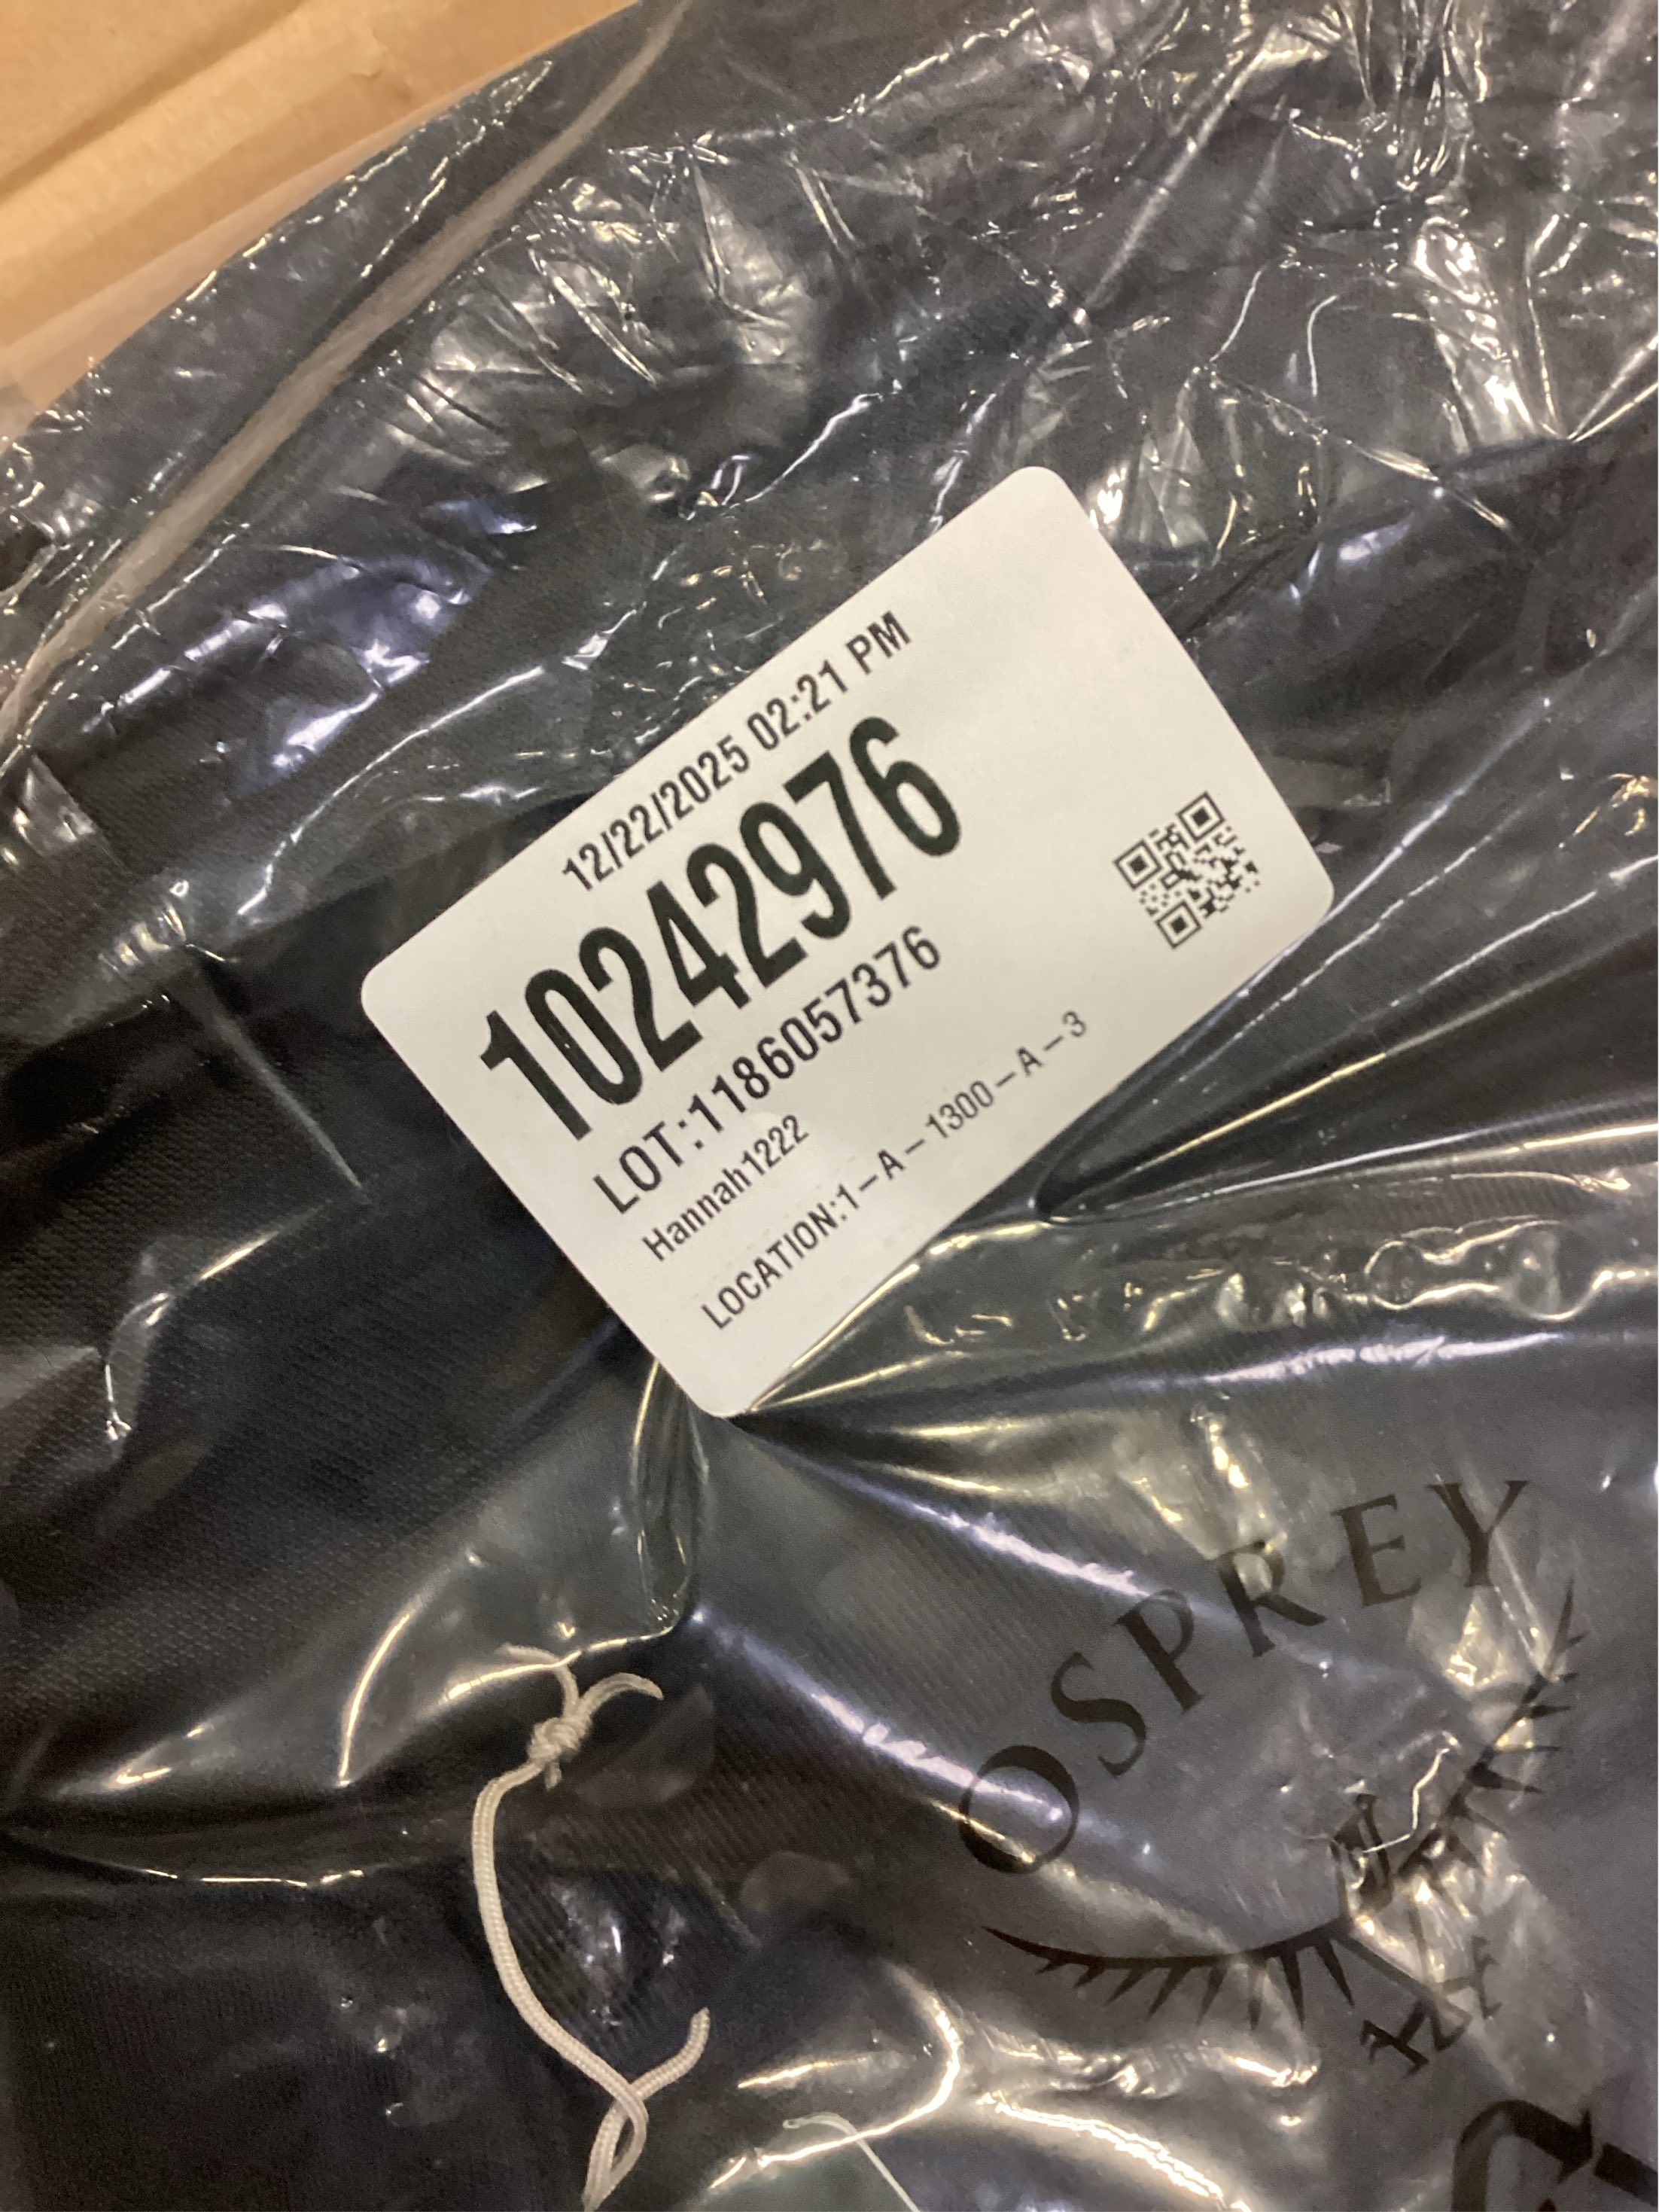 12/22/2025 02:21 PM
10242976
LOT:1186057376
Hannah1222
LOCATION:1-A-1300-A-3
OSPREY